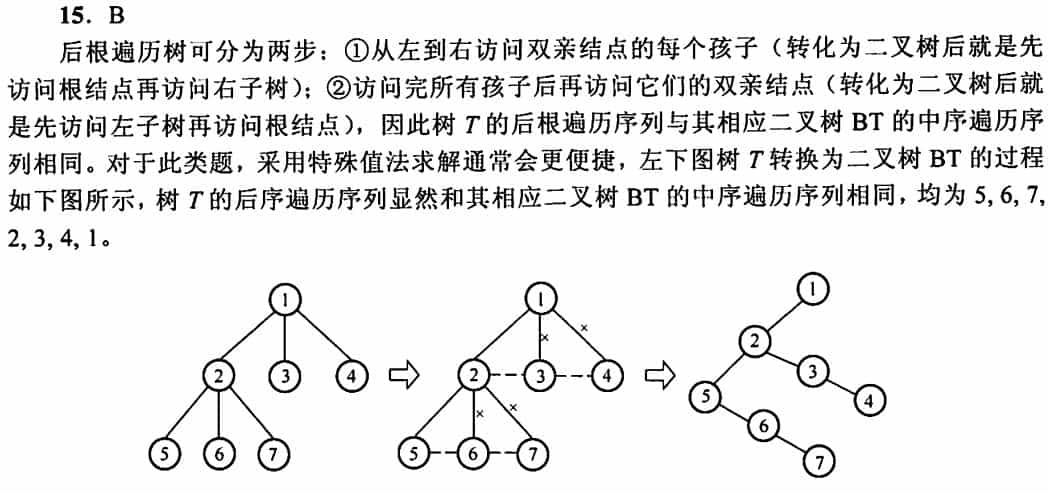 15. B
后根遍历树可分为两步：①从左到右访问双亲结点的每个孩子（转化为二叉树后就是先
访问根结点再访问右子树）；②访问完所有孩子后再访问它们的双亲结点（转化为二叉树后就
是先访问左子树再访问根结点），因此树 T 的后根遍历序列与其相应二叉树 BT 的中序遍历序
列相同。对于此类题，采用特殊值法求解通常会更便捷，左下图树 T 转换为二叉树 BT 的过程
如下图所示，树 T 的后序遍历序列显然和其相应二叉树 BT 的中序遍历序列相同，均为 5, 6, 7,
2, 3, 4, 1。
1
2 3 4
5 6 7
1
× ×
2 3 4
× ×
5 6 7
1
2
3
5 4
6
7